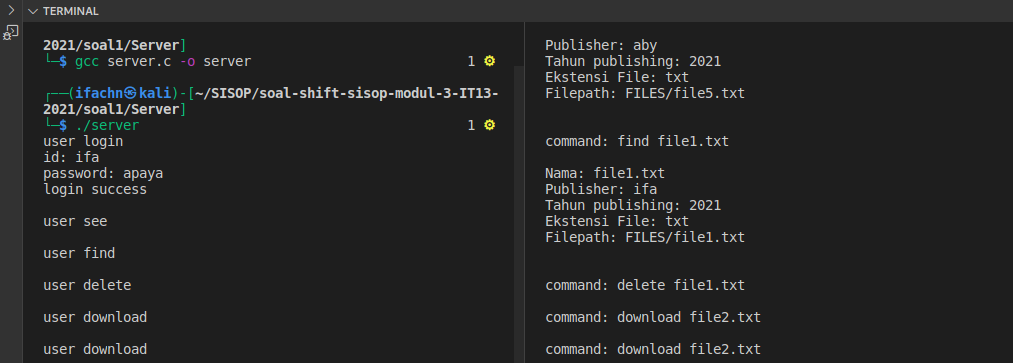 TERMINAL
2021/soal1/Server]
└─$ gcc server.c -o server 1 ⚙
┌──(ifachn㉿kali)-[~/SISOP/soal-shift-sisop-modul-3-IT13-
2021/soal1/Server]
└─$ ./server 1 ⚙
user login
id: ifa
password: apaya
login success
user see
user find
user delete
user download
user download
Publisher: aby
Tahun publishing: 2021
Ekstensi File: txt
Filepath: FILES/file5.txt
command: find file1.txt
Nama: file1.txt
Publisher: ifa
Tahun publishing: 2021
Ekstensi File: txt
Filepath: FILES/file1.txt
command: delete file1.txt
command: download file2.txt
command: download file2.txt